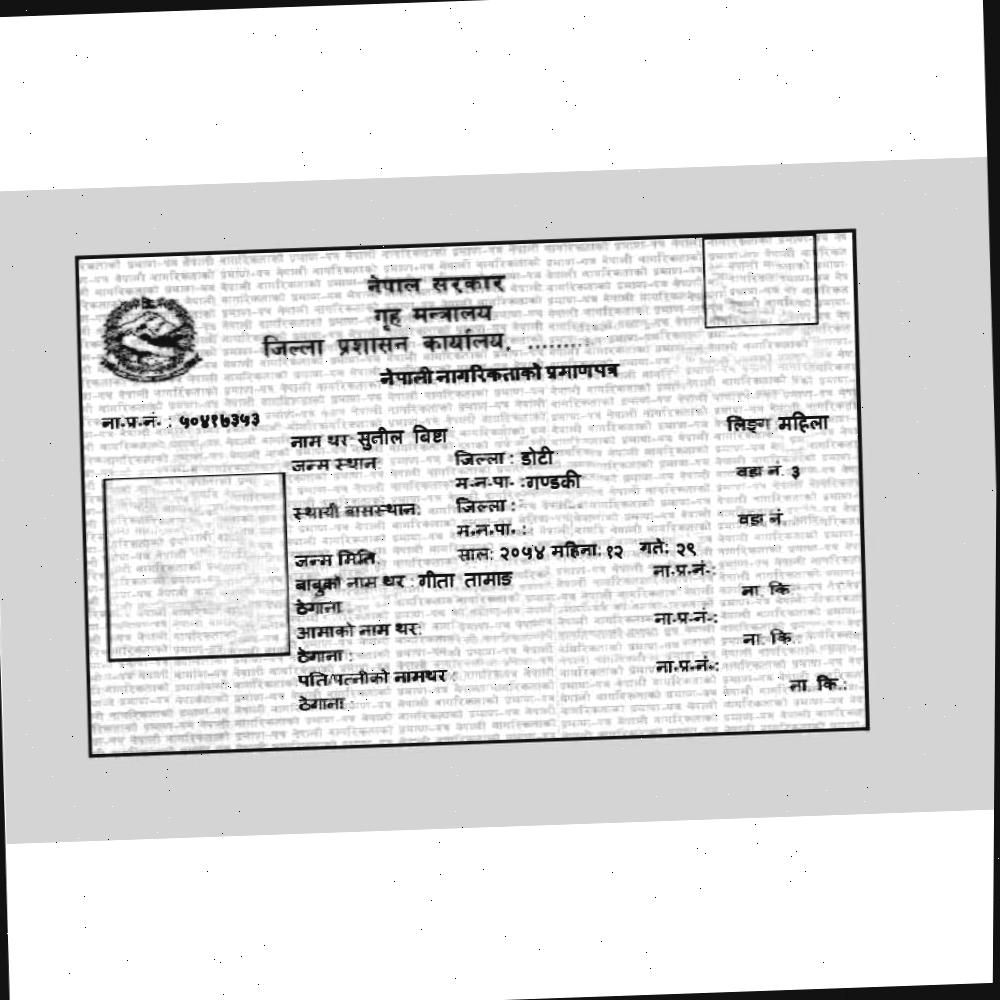 नेपाल सरकार
गृह मन्त्रालय
जिल्ला प्रशासन कार्यालय, ........
नेपाली नागरिकताको प्रमाणपत्र
ना.प्र.नं. : ५०४१७३५३
नाम थर सुनील बिष्ट लिङ्ग महिला
जन्म स्थान: जिल्ला : डोटी
म.न.पा. :गण्डकी वडा नं. ३
स्थायी बासस्थान: जिल्ला :
म.न.पा. : वडा नं.
जन्म मिति: साल: २०५४ महिना: १२ गते: २९
बाबुको नाम थर : गीता तामाङ ना.प्र.नं.:
ठेगाना : ना. कि.
आमाको नाम थर: ना.प्र.नं.:
ठेगाना : ना. कि.:
पति/पत्नीको नामथर : ना.प्र.नं.:
ठेगाना : ना. कि.: